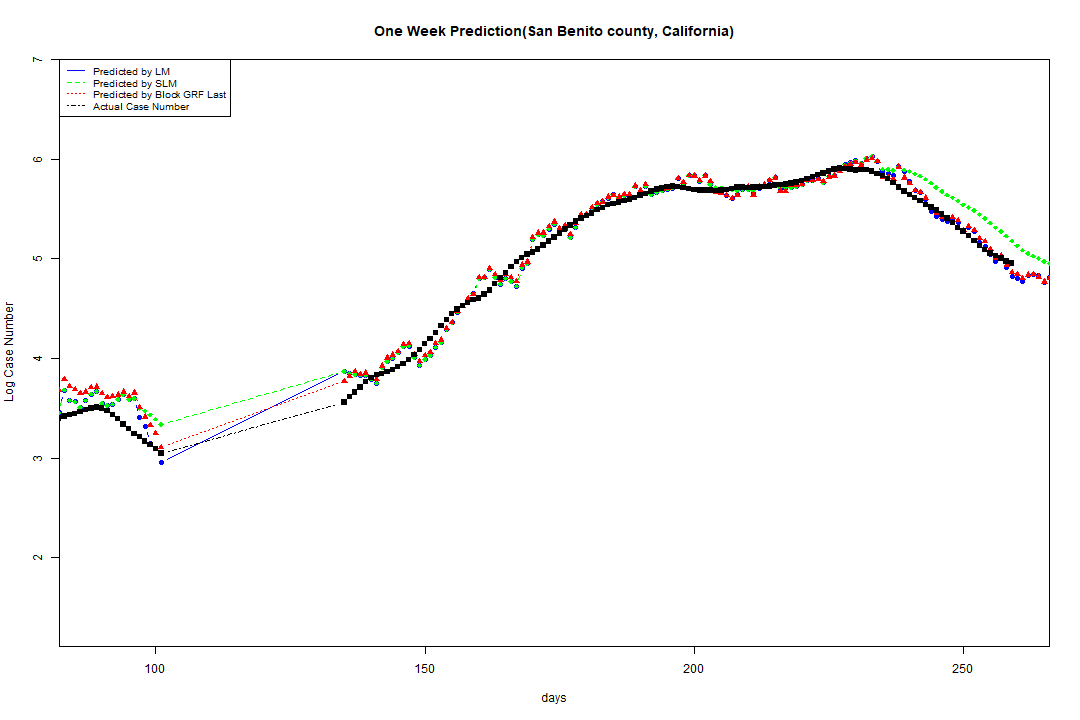 One Week Prediction(San Benito county, California)
Predicted by LM
Predicted by SLM
Predicted by Block GRF Last
Actual Case Number
7
6
5
4
3
2
Log Case Number
100
150
200
250
days